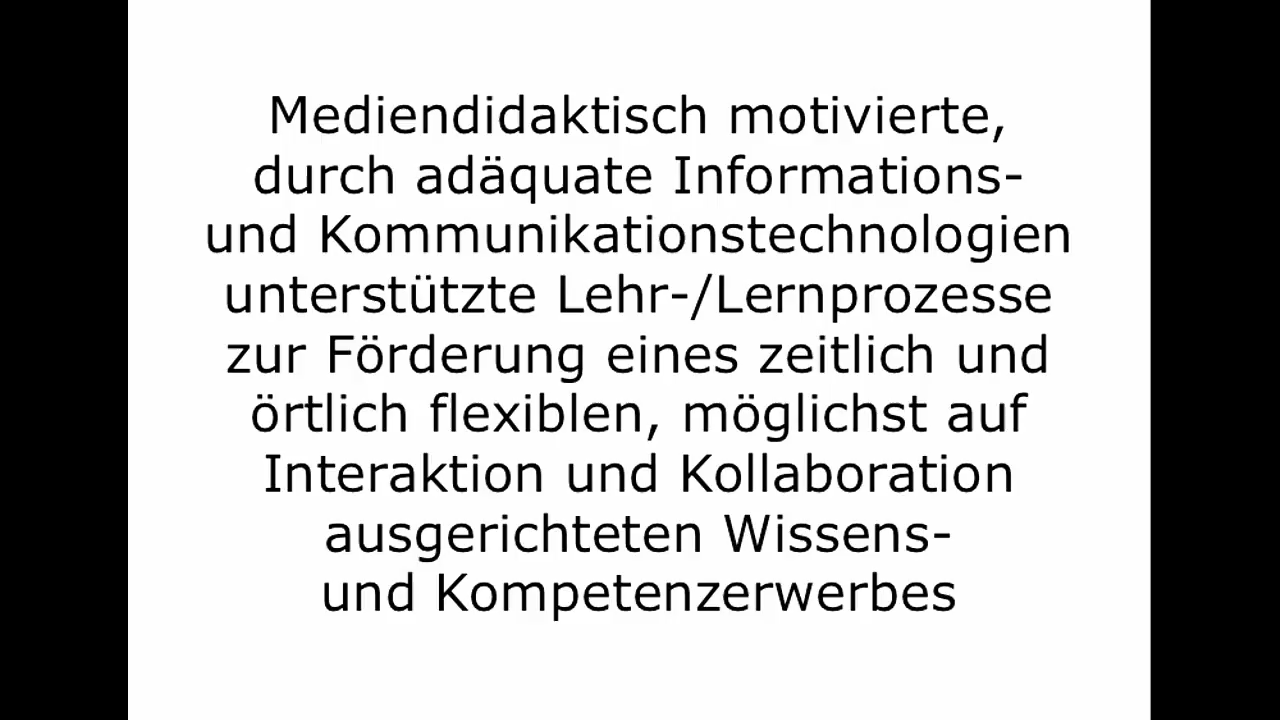 Mediendidaktisch motivierte,
durch adäquate Informations-
und Kommunikationstechnologien
unterstützte Lehr-/Lernprozesse
zur Förderung eines zeitlich und
örtlich flexiblen, möglichst auf
Interaktion und Kollaboration
ausgerichteten Wissens-
und Kompetenzerwerbes